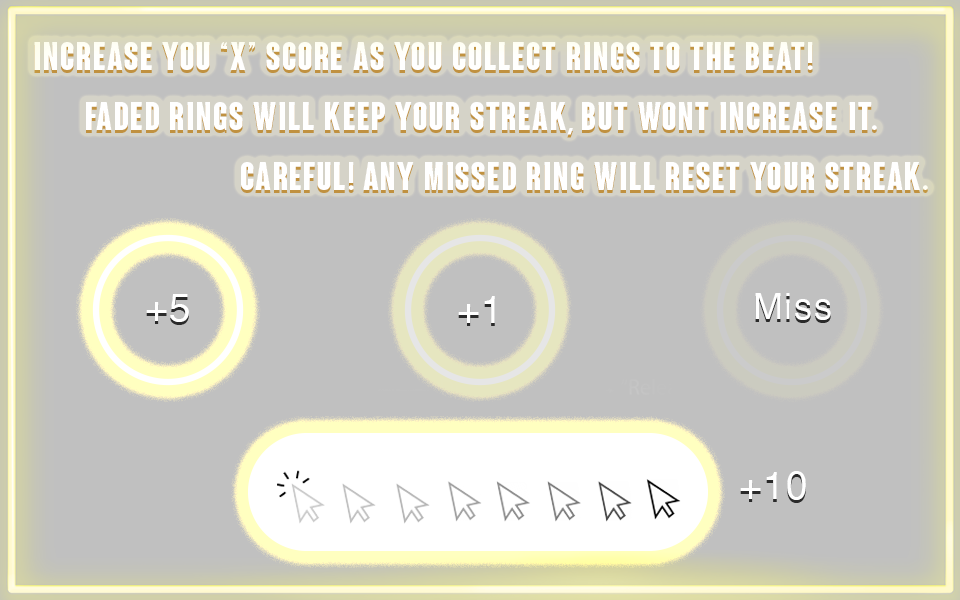 INCREASE YOU “X” SCORE AS YOU COLLECT RINGS TO THE BEAT!
FADED RINGS WILL KEEP YOUR STREAK, BUT WONT INCREASE IT.
CAREFUL! ANY MISSED RING WILL RESET YOUR STREAK.
+5
+1
Miss
+10